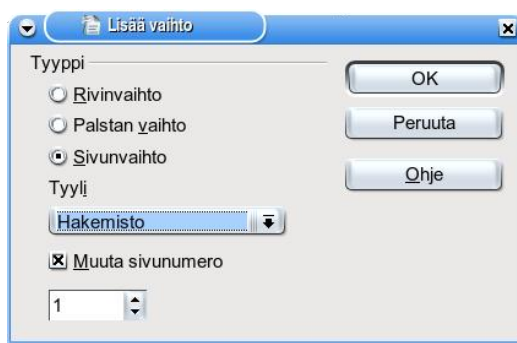 Lisää vaihto
Tyyppi
Rivinvaihto
Palstan vaihto
Sivunvaihto
Tyyli
Hakemisto
Muuta sivunumero
1
OK
Peruuta
Ohje